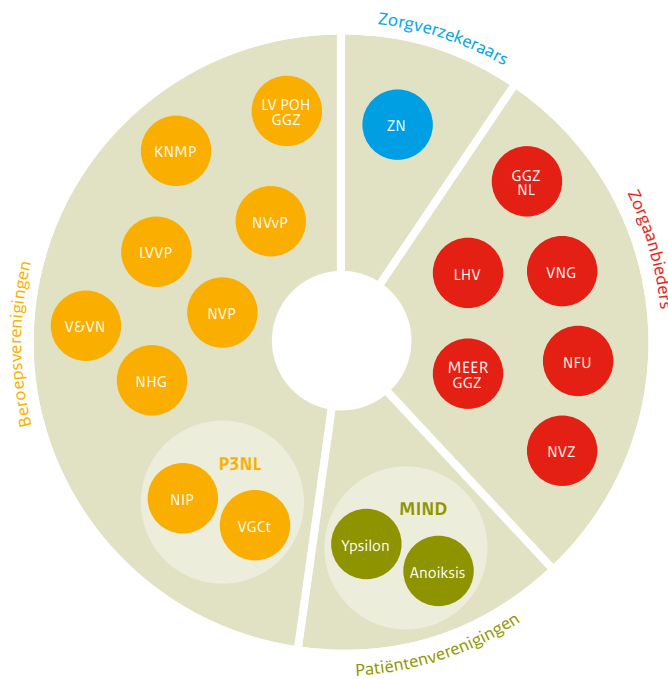 Zorgverzekeraars
ZN
Zorgaanbieders
GGZ
NL
LHV
VNG
MEER
GGZ
NFU
NVZ
Patiëntenverenigingen
MIND
Ypsilon
Anoiksis
Beroepsverenigingen
LV POH
GGZ
KNMP
NVvP
LVVP
NVP
V&VN
NHG
P3NL
NIP
VGCt